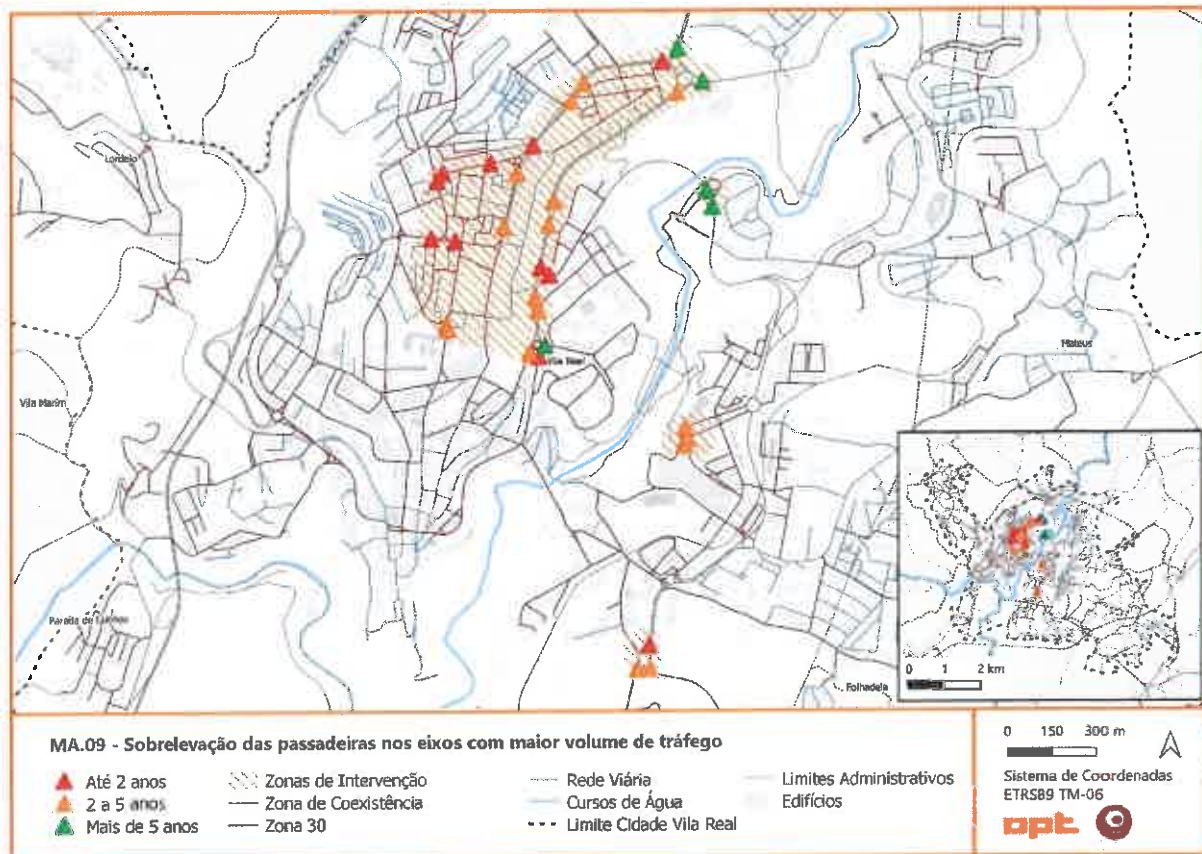 Lordelo
Mateus
Vila Marim
Vila Real
Folhadela
0 1 2 km
MA.09 - Sobrelevação das passadeiras nos eixos com maior volume de tráfego
Até 2 anos
2 a 5 anos
Mais de 5 anos
Zonas de Intervenção
Zona de Coexistência
Zona 30
Rede Viária
Cursos de Água
Limite Cidade Vila Real
Limites Administrativos
Edifícios
0 150 300 m
Sistema de Coordenadas
ETRS89 TM-06
opt